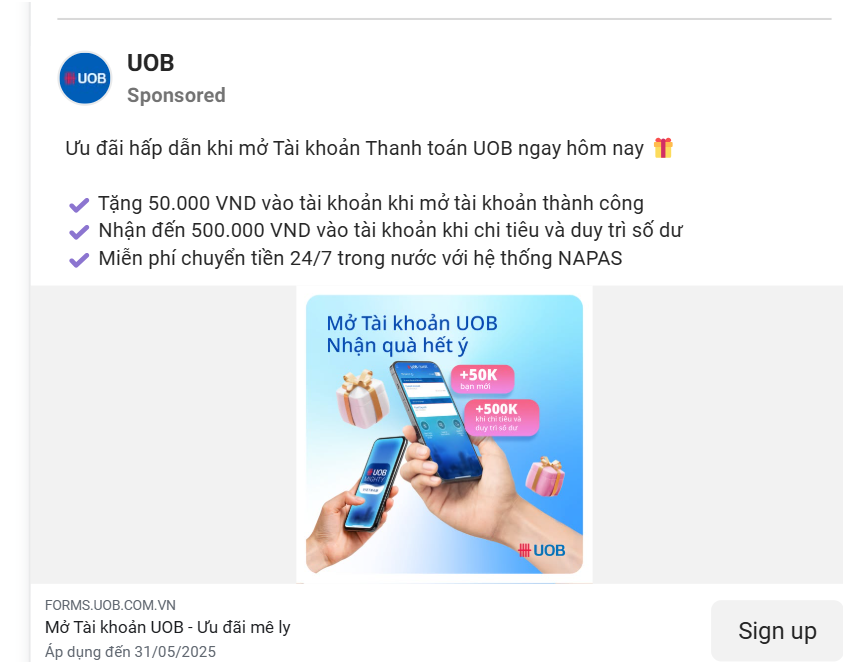 UOB
UOB
Sponsored
Ưu đãi hấp dẫn khi mở Tài khoản Thanh toán UOB ngay hôm nay
Tặng 50.000 VND vào tài khoản khi mở tài khoản thành công
Nhận đến 500.000 VND vào tài khoản khi chi tiêu và duy trì số dư
Miễn phí chuyển tiền 24/7 trong nước với hệ thống NAPAS
Mở Tài khoản UOB
Nhận quà hết ý
+50K
bạn mới
+500K
khi chi tiêu và
duy trì số dư
UOB
MIGHTY
UOB
FORMS.UOB.COM.VN
Mở Tài khoản UOB - Ưu đãi mê ly
Áp dụng đến 31/05/2025
Sign up